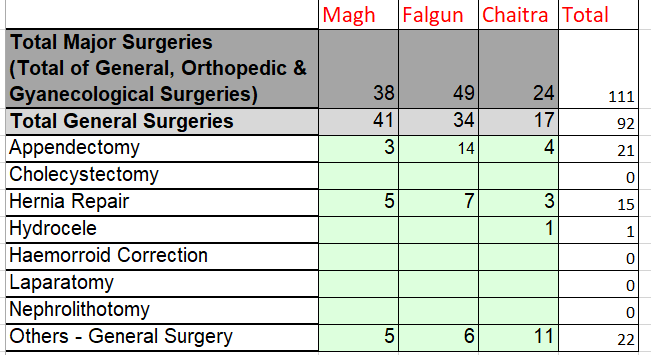 Magh Falgun Chaitra Total
Total Major Surgeries
(Total of General, Orthopedic &
Gyanecological Surgeries) 38 49 24 111
Total General Surgeries 41 34 17 92
Appendectomy 3 14 4 21
Cholecystectomy 0
Hernia Repair 5 7 3 15
Hydrocele 1 1
Haemorroid Correction 0
Laparatomy 0
Nephrolithotomy 0
Others - General Surgery 5 6 11 22